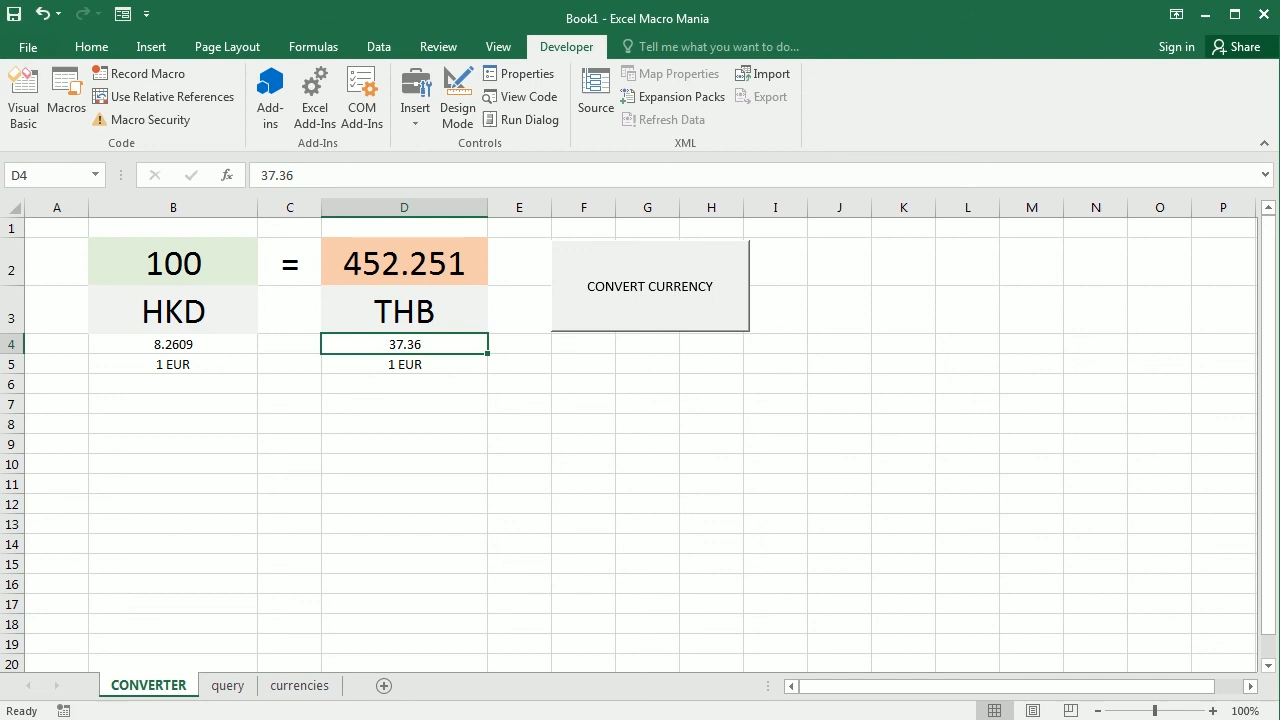 Book1 - Excel Macro Mania
File Home Insert Page Layout Formulas Data Review View Developer Tell me what you want to do... Sign in Share
Visual Basic
Macros
Record Macro
Use Relative References
Macro Security
Code
Add-ins
Excel Add-Ins
COM Add-Ins
Add-Ins
Insert
Design Mode
Properties
View Code
Run Dialog
Controls
Source
Map Properties
Expansion Packs
Refresh Data
Import
Export
XML
D4 fx 37.36
A B C D E F G H I J K L M N O P
1
2 100 = 452.251 CONVERT CURRENCY
3 HKD THB
4 8.2609 37.36
5 1 EUR 1 EUR
6
7
8
9
10
11
12
13
14
15
16
17
18
19
20
CONVERTER query currencies
Ready 100%